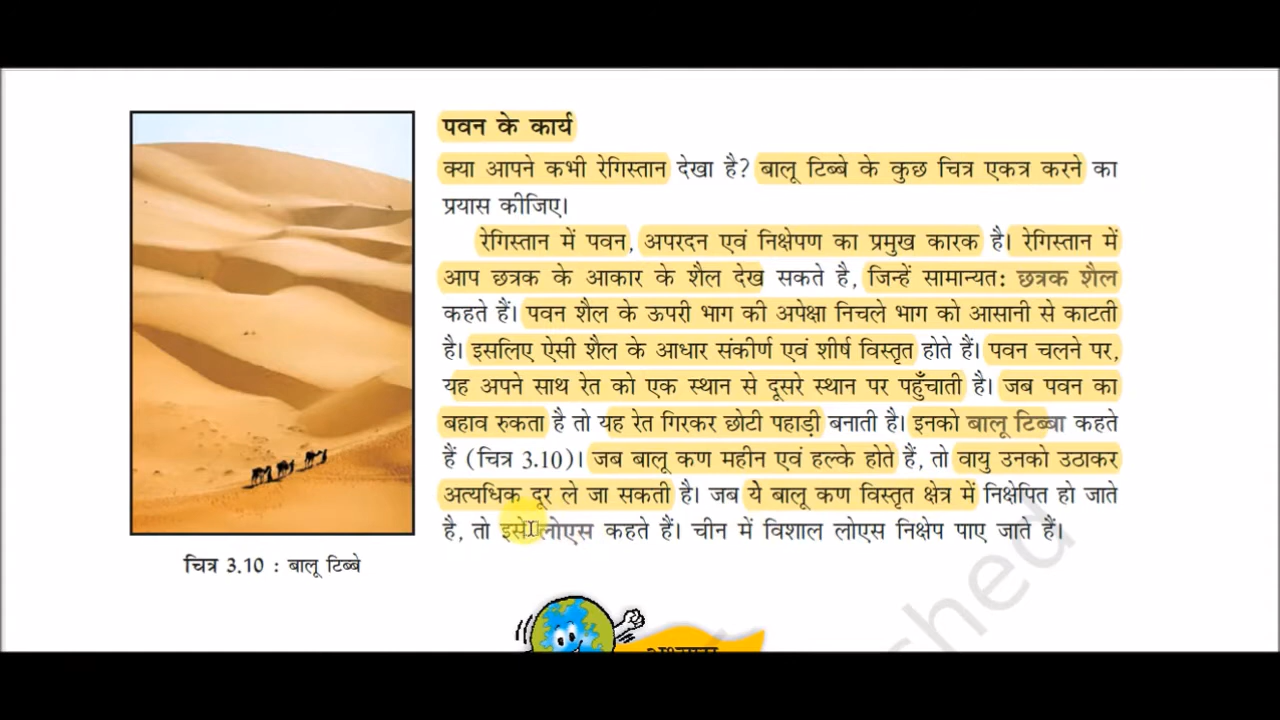 पवन के कार्य
क्या आपने कभी रेगिस्तान देखा है? बालू टिब्बे के कुछ चित्र एकत्र करने का
प्रयास कीजिए।
रेगिस्तान में पवन, अपरदन एवं निक्षेपण का प्रमुख कारक है। रेगिस्तान में
आप छत्रक के आकार के शैल देख सकते है, जिन्हें सामान्यत: छत्रक शैल
कहते हैं। पवन शैल के ऊपरी भाग की अपेक्षा निचले भाग को आसानी से काटती
है। इसलिए ऐसी शैल के आधार संकीर्ण एवं शीर्ष विस्तृत होते हैं। पवन चलने पर,
यह अपने साथ रेत को एक स्थान से दूसरे स्थान पर पहुँचाती है। जब पवन का
बहाव रुकता है तो यह रेत गिरकर छोटी पहाड़ी बनाती है। इनको बालू टिब्बा कहते
हैं (चित्र 3.10)। जब बालू कण महीन एवं हल्के होते हैं, तो वायु उनको उठाकर
अत्यधिक दूर ले जा सकती है। जब ये बालू कण विस्तृत क्षेत्र में निक्षेपित हो जाते
है, तो इसे लोएस कहते हैं। चीन में विशाल लोएस निक्षेप पाए जाते हैं।
चित्र 3.10 : बालू टिब्बे